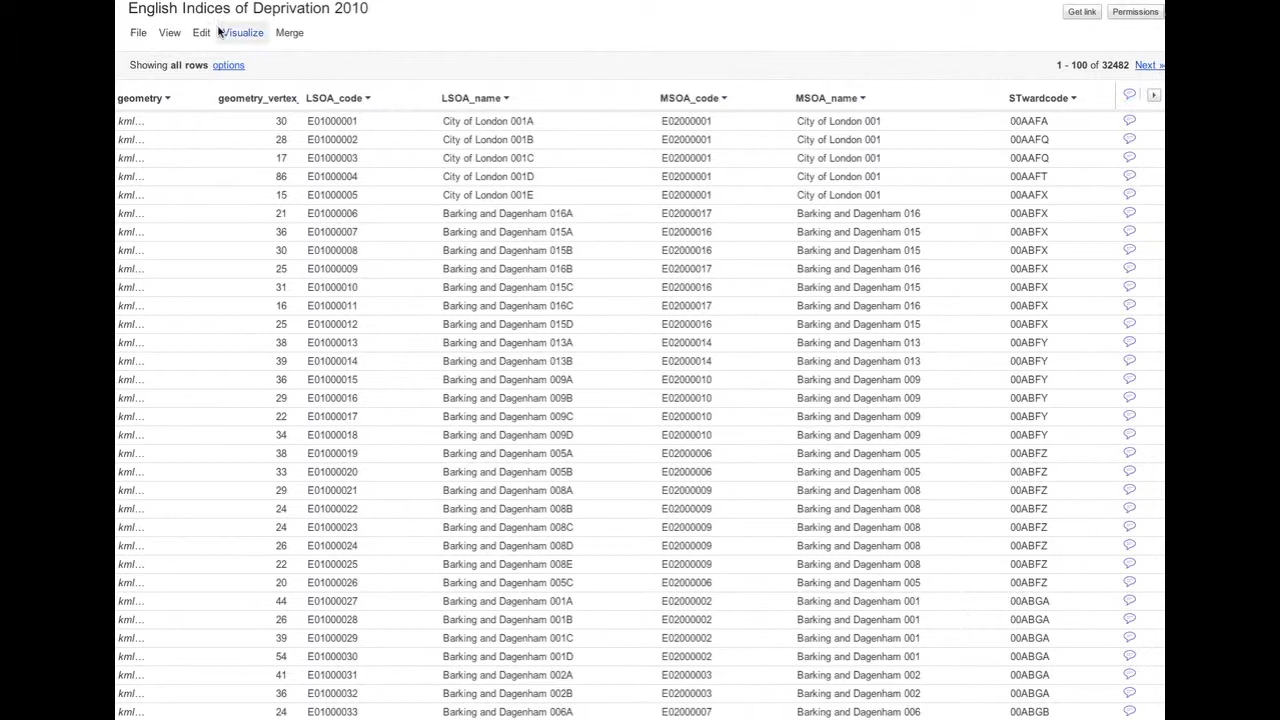 English Indices of Deprivation 2010
Get link Permissions
File View Edit Visualize Merge
Showing all rows options 1 - 100 of 32482 Next »
geometry geometry_vertex_ LSOA_code LSOA_name MSOA_code MSOA_name STwardcode
kml... 30 E01000001 City of London 001A E02000001 City of London 001 00AAFA
kml... 28 E01000002 City of London 001B E02000001 City of London 001 00AAFQ
kml... 17 E01000003 City of London 001C E02000001 City of London 001 00AAFQ
kml... 86 E01000004 City of London 001D E02000001 City of London 001 00AAFT
kml... 15 E01000005 City of London 001E E02000001 City of London 001 00AAFX
kml... 21 E01000006 Barking and Dagenham 016A E02000017 Barking and Dagenham 016 00ABFX
kml... 36 E01000007 Barking and Dagenham 015A E02000016 Barking and Dagenham 015 00ABFX
kml... 30 E01000008 Barking and Dagenham 015B E02000016 Barking and Dagenham 015 00ABFX
kml... 25 E01000009 Barking and Dagenham 016B E02000017 Barking and Dagenham 016 00ABFX
kml... 31 E01000010 Barking and Dagenham 015C E02000016 Barking and Dagenham 015 00ABFX
kml... 16 E01000011 Barking and Dagenham 016C E02000017 Barking and Dagenham 016 00ABFX
kml... 25 E01000012 Barking and Dagenham 015D E02000016 Barking and Dagenham 015 00ABFX
kml... 38 E01000013 Barking and Dagenham 013A E02000014 Barking and Dagenham 013 00ABFY
kml... 39 E01000014 Barking and Dagenham 013B E02000014 Barking and Dagenham 013 00ABFY
kml... 36 E01000015 Barking and Dagenham 009A E02000010 Barking and Dagenham 009 00ABFY
kml... 29 E01000016 Barking and Dagenham 009B E02000010 Barking and Dagenham 009 00ABFY
kml... 22 E01000017 Barking and Dagenham 009C E02000010 Barking and Dagenham 009 00ABFY
kml... 34 E01000018 Barking and Dagenham 009D E02000010 Barking and Dagenham 009 00ABFY
kml... 38 E01000019 Barking and Dagenham 005A E02000006 Barking and Dagenham 005 00ABFZ
kml... 33 E01000020 Barking and Dagenham 005B E02000006 Barking and Dagenham 005 00ABFZ
kml... 29 E01000021 Barking and Dagenham 008A E02000009 Barking and Dagenham 008 00ABFZ
kml... 24 E01000022 Barking and Dagenham 008B E02000009 Barking and Dagenham 008 00ABFZ
kml... 24 E01000023 Barking and Dagenham 008C E02000009 Barking and Dagenham 008 00ABFZ
kml... 26 E01000024 Barking and Dagenham 008D E02000009 Barking and Dagenham 008 00ABFZ
kml... 22 E01000025 Barking and Dagenham 008E E02000009 Barking and Dagenham 008 00ABFZ
kml... 20 E01000026 Barking and Dagenham 005C E02000006 Barking and Dagenham 005 00ABFZ
kml... 44 E01000027 Barking and Dagenham 001A E02000002 Barking and Dagenham 001 00ABGA
kml... 26 E01000028 Barking and Dagenham 001B E02000002 Barking and Dagenham 001 00ABGA
kml... 39 E01000029 Barking and Dagenham 001C E02000002 Barking and Dagenham 001 00ABGA
kml... 54 E01000030 Barking and Dagenham 001D E02000002 Barking and Dagenham 001 00ABGA
kml... 41 E01000031 Barking and Dagenham 002A E02000003 Barking and Dagenham 002 00ABGA
kml... 36 E01000032 Barking and Dagenham 002B E02000003 Barking and Dagenham 002 00ABGA
kml... 24 E01000033 Barking and Dagenham 006A E02000007 Barking and Dagenham 006 00ABGB